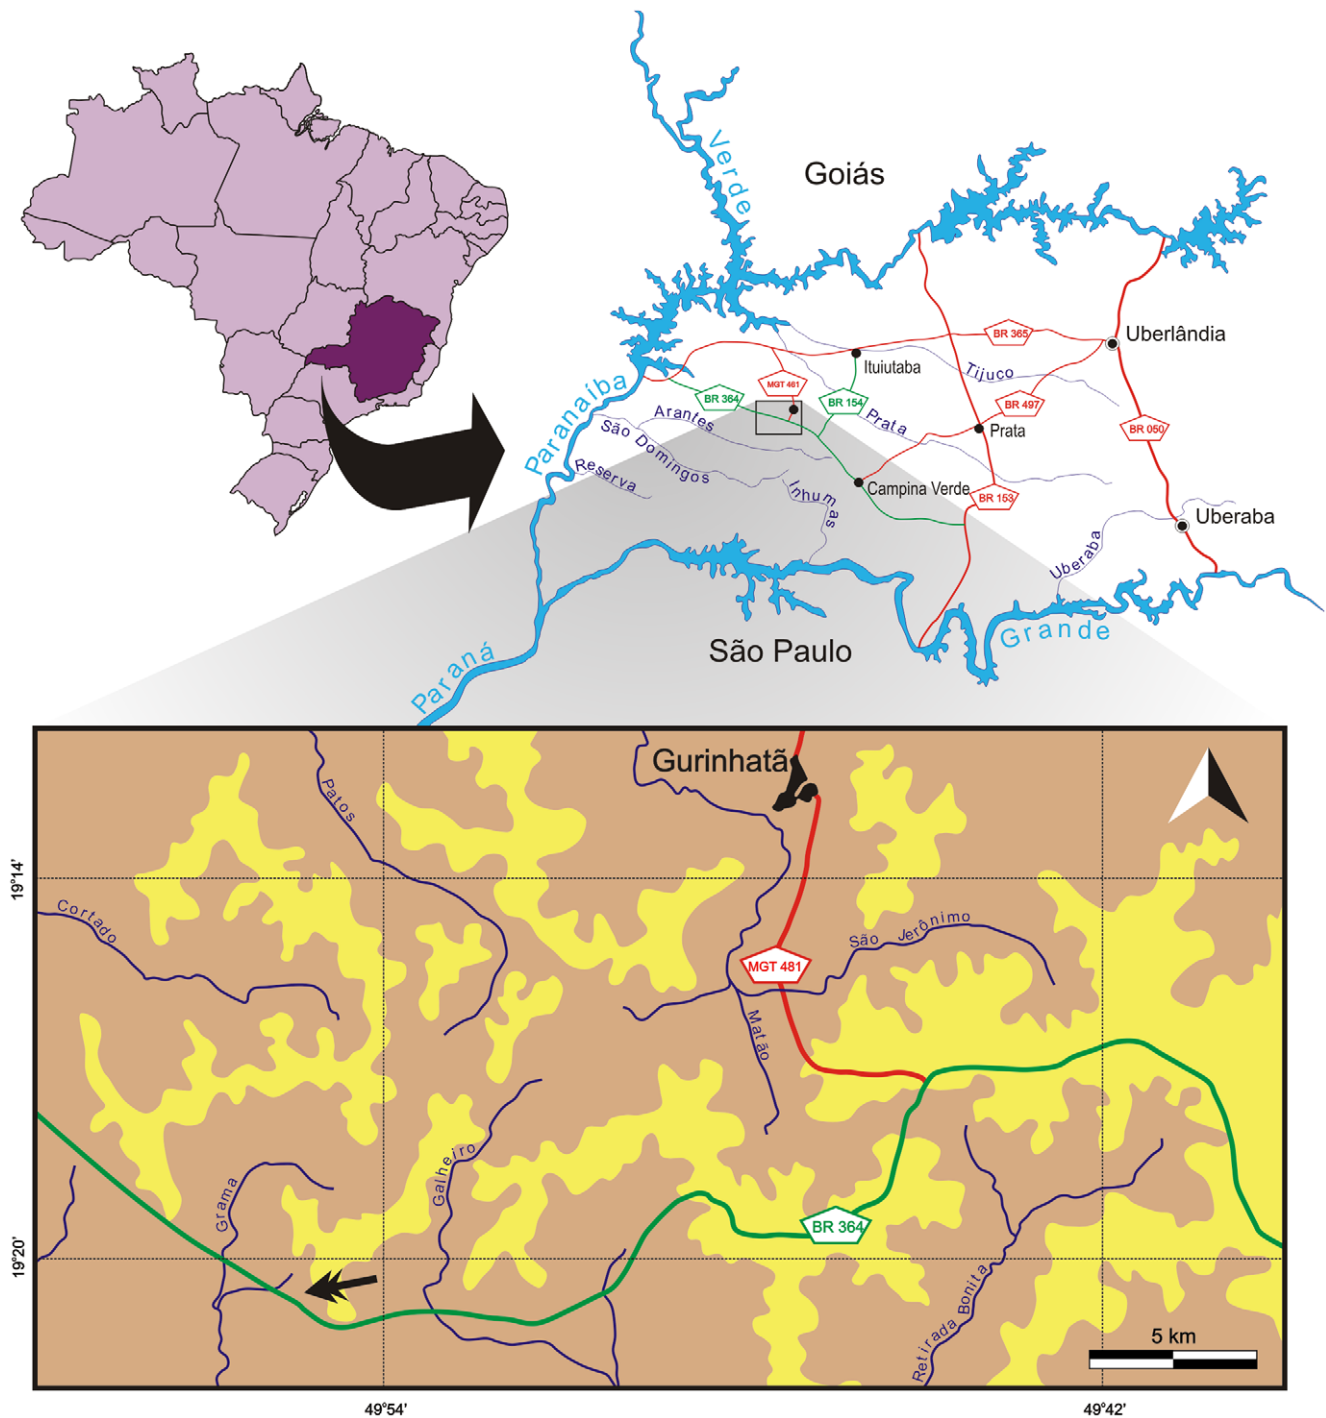 Verde
Goiás
BR 365
Uberlândia
Ituiutaba
Tijuco
MGT 461
BR 364
BR 154
BR 497
Paranaíba
Arantes
Prata
Prata
BR 050
São Domingos
Reserva
Inhumas
Campina Verde
BR 153
Uberaba
Uberaba
Grande
São Paulo
Paraná
Gurinhatã
Patos
19°14'
Cortado
São Jerônimo
MGT 481
Matão
Galheiro
Grama
BR 364
19°20'
Retirada Bonita
5 km
49°54'
49°42'